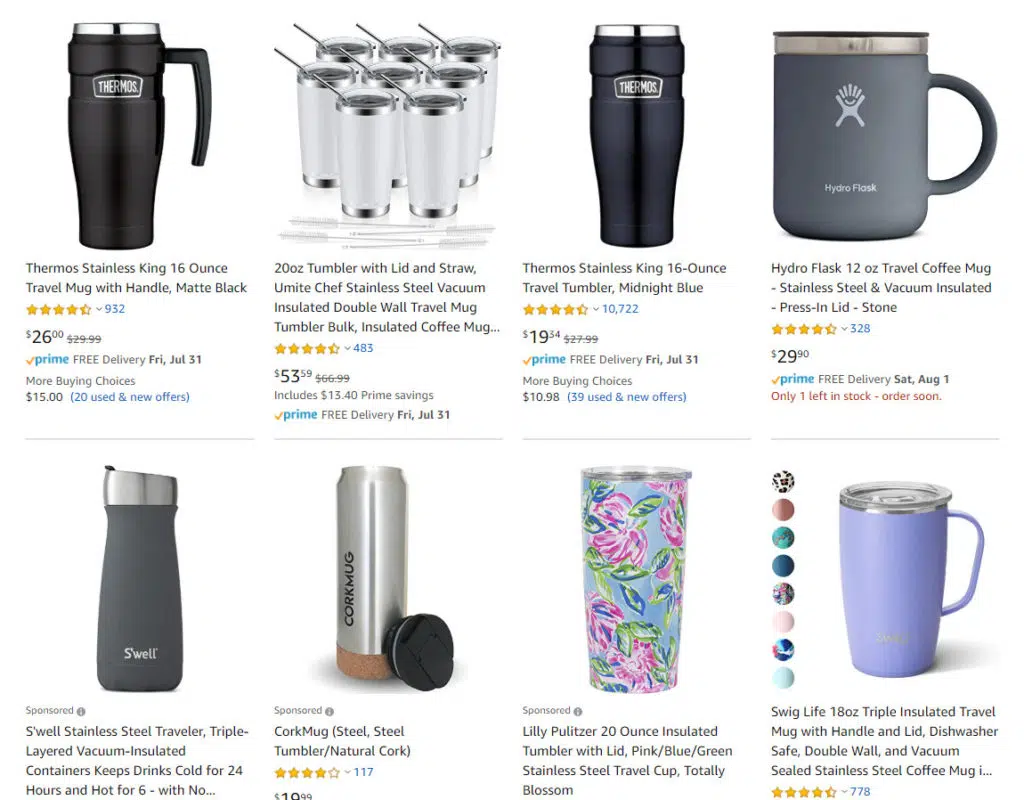 THERMOS.
THERMOS.
Hydro Flask
Thermos Stainless King 16 Ounce
Travel Mug with Handle, Matte Black
932
$26⁰⁰ $29.99
prime FREE Delivery Fri, Jul 31
More Buying Choices
$15.00 (20 used & new offers)
20oz Tumbler with Lid and Straw,
Umite Chef Stainless Steel Vacuum
Insulated Double Wall Travel Mug
Tumbler Bulk, Insulated Coffee Mug...
483
$53⁵⁹ $66.99
Includes $13.40 Prime savings
prime FREE Delivery Fri, Jul 31
Thermos Stainless King 16-Ounce
Travel Tumbler, Midnight Blue
10,722
$19³⁴ $27.99
prime FREE Delivery Fri, Jul 31
More Buying Choices
$10.98 (39 used & new offers)
Hydro Flask 12 oz Travel Coffee Mug
- Stainless Steel & Vacuum Insulated
- Press-In Lid - Stone
328
$29⁹⁰
prime FREE Delivery Sat, Aug 1
Only 1 left in stock - order soon.
S'well
CORKMUG
Swig
Sponsored
S'well Stainless Steel Traveler, Triple-
Layered Vacuum-Insulated
Containers Keeps Drinks Cold for 24
Hours and Hot for 6 - with No...
Sponsored
CorkMug (Steel, Steel
Tumbler/Natural Cork)
117
$19⁹⁹
Sponsored
Lilly Pulitzer 20 Ounce Insulated
Tumbler with Lid, Pink/Blue/Green
Stainless Steel Travel Cup, Totally
Blossom
Swig Life 18oz Triple Insulated Travel
Mug with Handle and Lid, Dishwasher
Safe, Double Wall, and Vacuum
Sealed Stainless Steel Coffee Mug i...
778